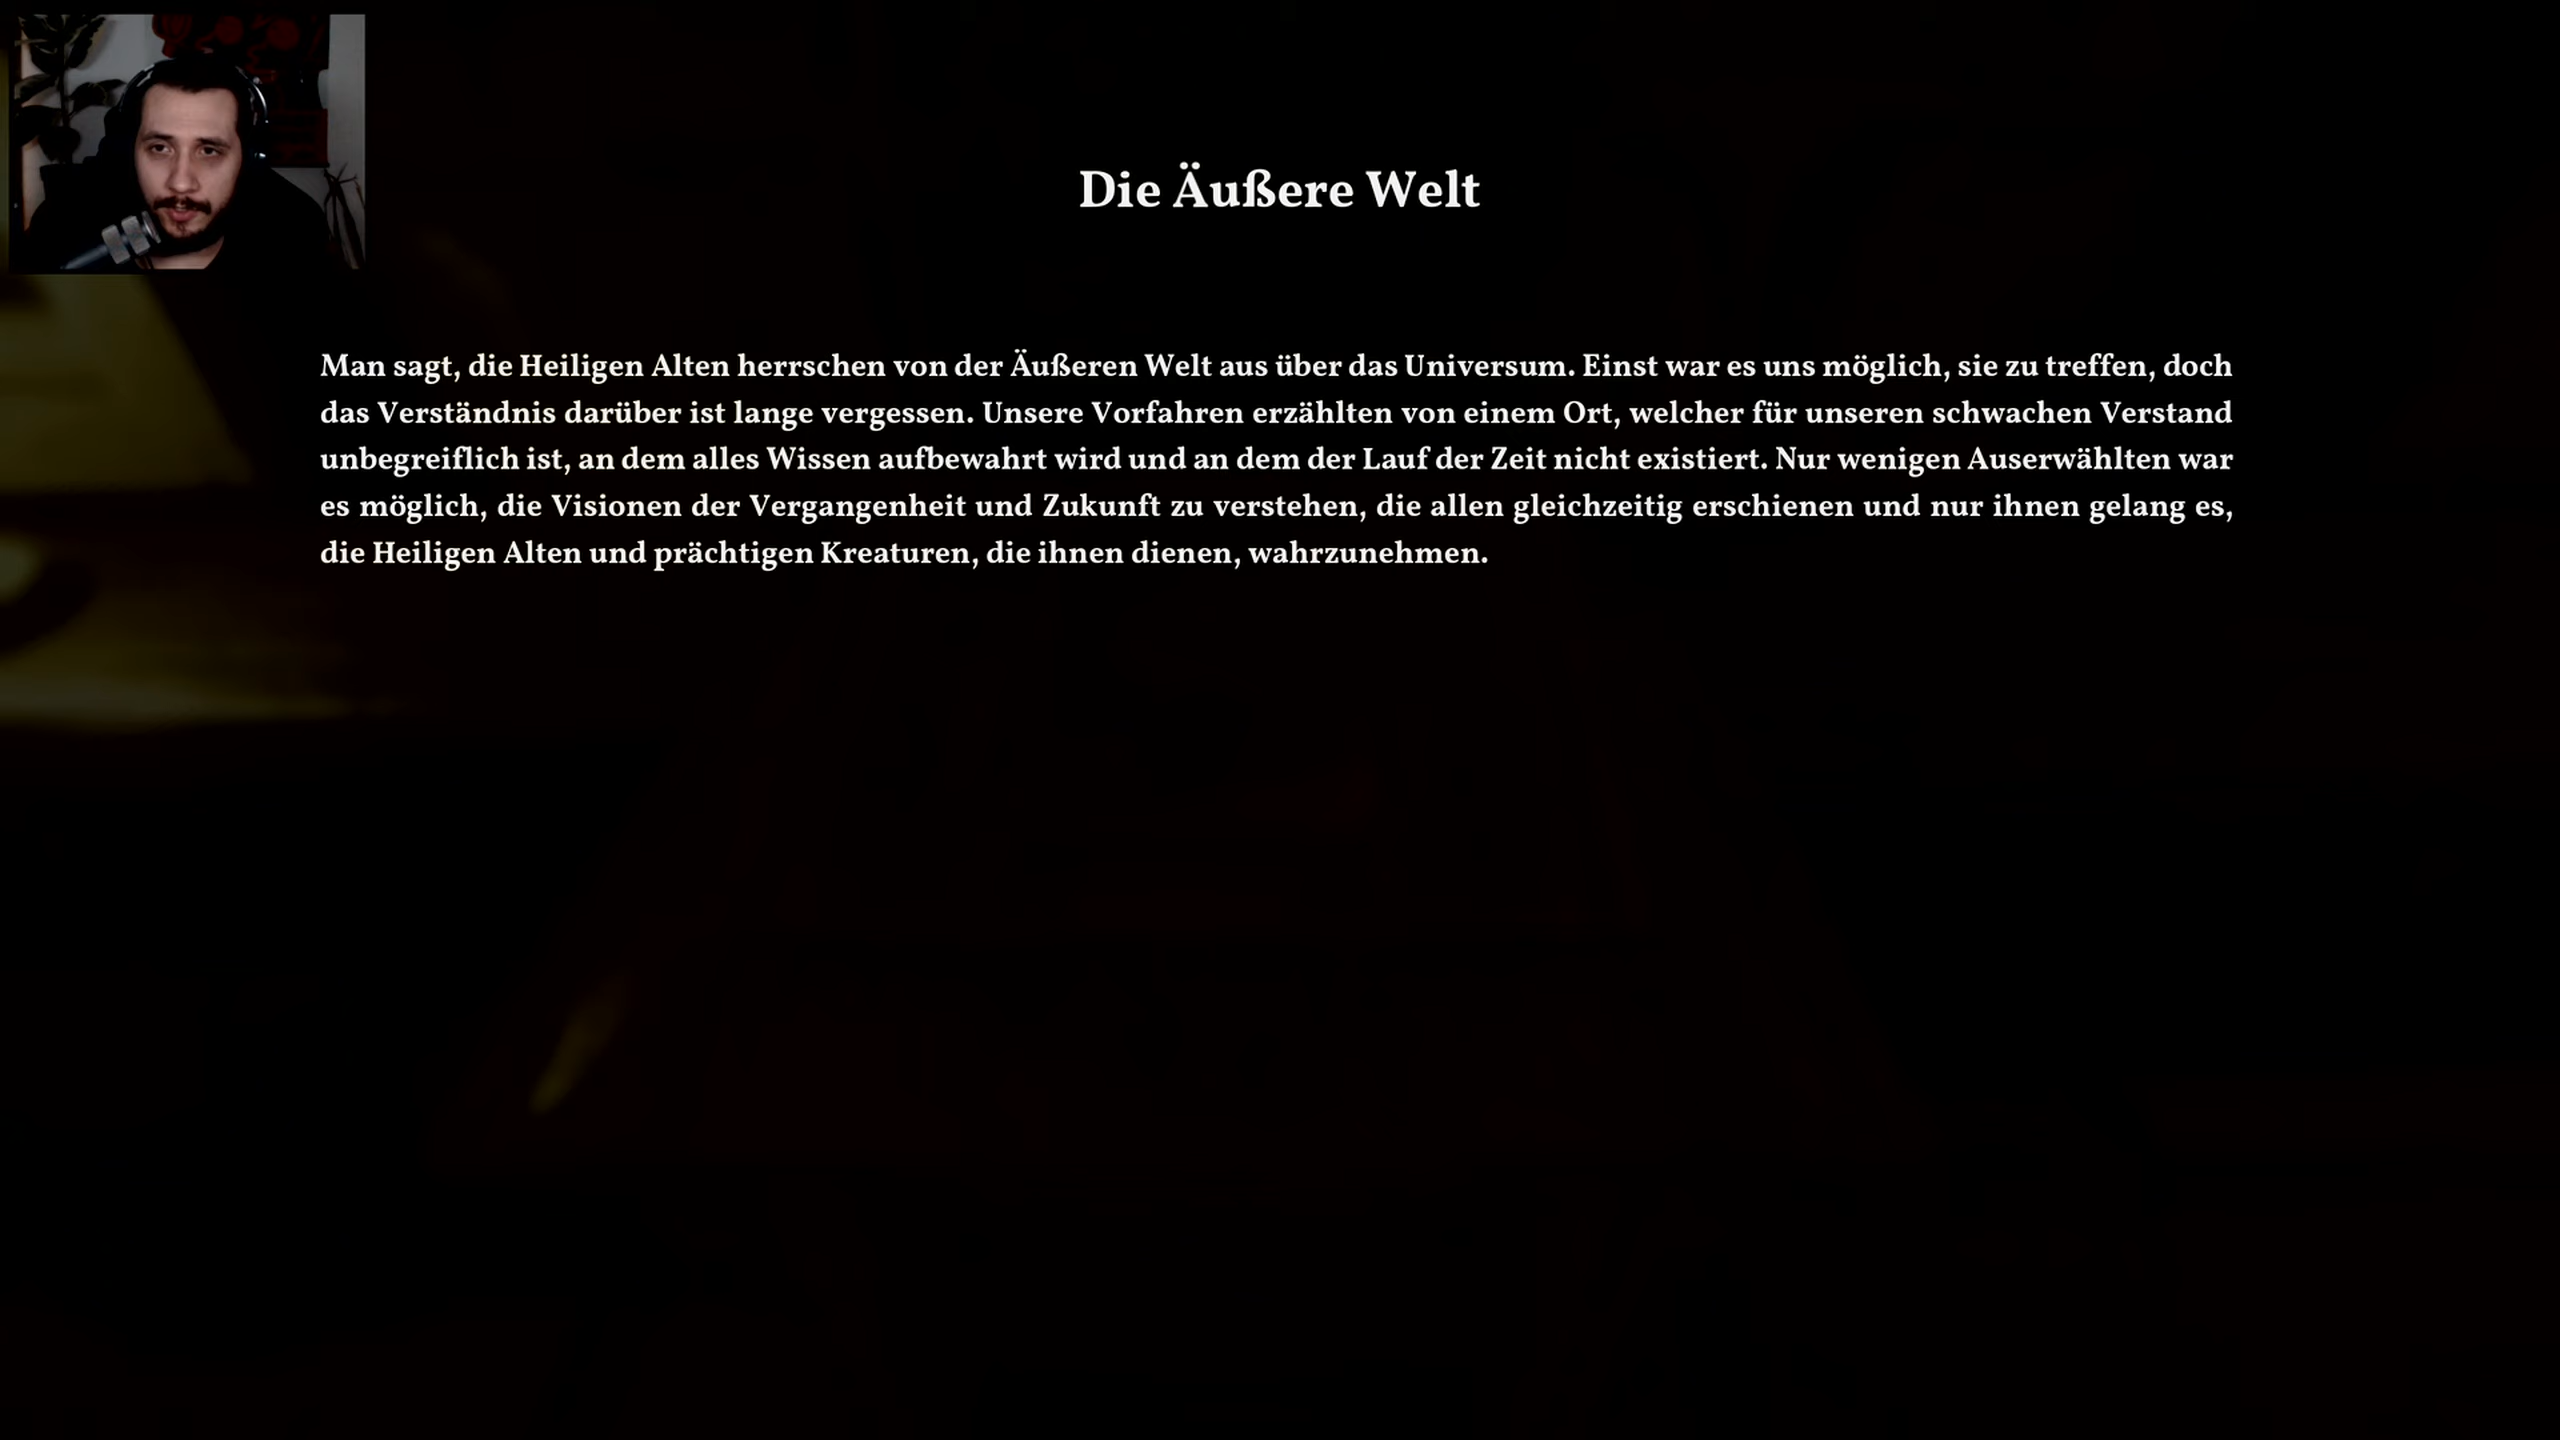 Die Äußere Welt
Man sagt, die Heiligen Alten herrschen von der Äußeren Welt aus über das Universum. Einst war es uns möglich, sie zu treffen, doch
das Verständnis darüber ist lange vergessen. Unsere Vorfahren erzählten von einem Ort, welcher für unseren schwachen Verstand
unbegreiflich ist, an dem alles Wissen aufbewahrt wird und an dem der Lauf der Zeit nicht existiert. Nur wenigen Auserwählten war
es möglich, die Visionen der Vergangenheit und Zukunft zu verstehen, die allen gleichzeitig erschienen und nur ihnen gelang es,
die Heiligen Alten und prächtigen Kreaturen, die ihnen dienen, wahrzunehmen.